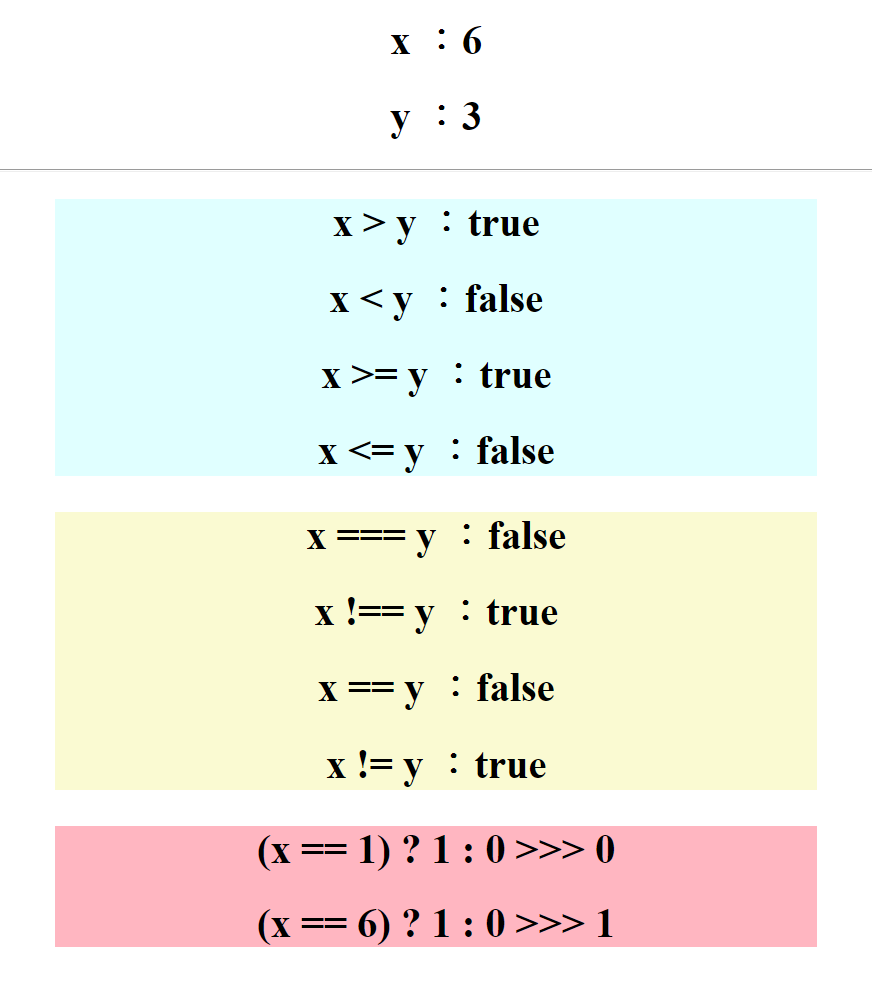 x ：6
y ：3
x > y ：true
x < y ：false
x >= y ：true
x <= y ：false
x === y ：false
x !== y ：true
x == y ：false
x != y ：true
(x == 1) ? 1 : 0 >>> 0
(x == 6) ? 1 : 0 >>> 1